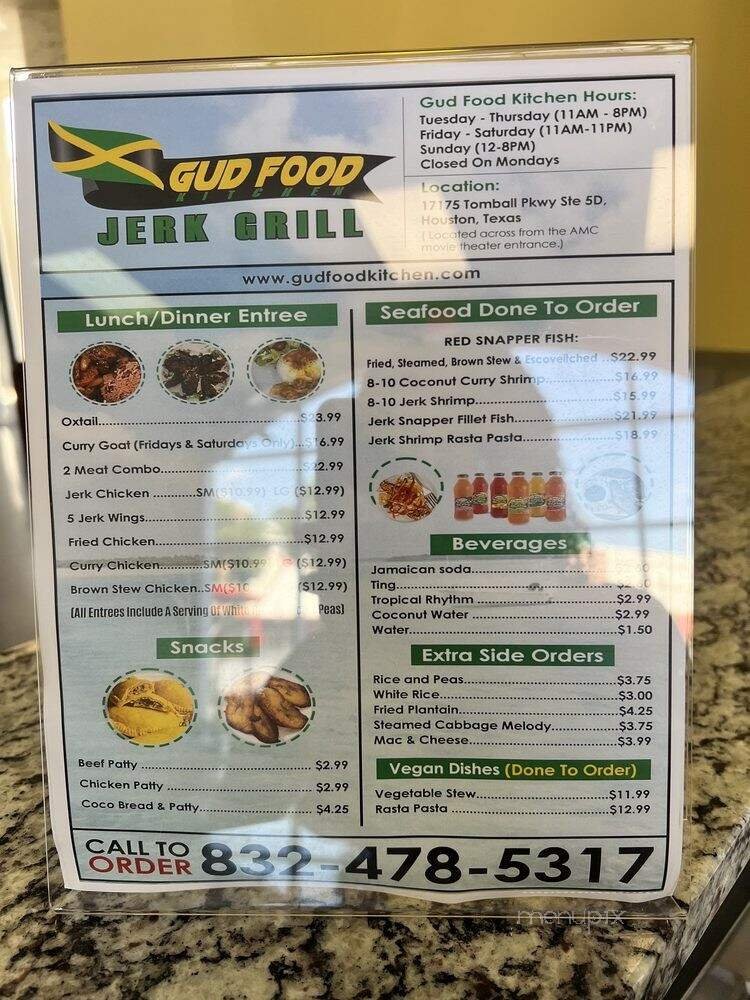 GUD FOOD
KITCHEN
JERK GRILL
Gud Food Kitchen Hours:
Tuesday - Thursday (11AM - 8PM)
Friday - Saturday (11AM-11PM)
Sunday (12-8PM)
Closed On Mondays
Location:
17175 Tomball Pkwy Ste 5D,
Houston, Texas
( Located across from the AMC
movie theater entrance.)
www.gudfoodkitchen.com
Lunch/Dinner Entree
Oxtail....................................................$23.99
Curry Goat (Fridays & Saturdays Only)...$16.99
2 Meat Combo.....................................$22.99
Jerk Chicken ............SM($10.99) LG ($12.99)
5 Jerk Wings..........................................$12.99
Fried Chicken.......................................$12.99
Curry Chicken............SM($10.99 ($12.99)
Brown Stew Chicken..SM($10 ($12.99)
(All Entrees Include A Serving Of White Peas)
Snacks
Beef Patty ............................................ $2.99
Chicken Patty ...................................... $2.99
Coco Bread & Patty............................. $4.25
Seafood Done To Order
RED SNAPPER FISH:
Fried, Steamed, Brown Stew & Escoveitched ..$22.99
8-10 Coconut Curry Shrimp.................$16.99
8-10 Jerk Shrimp...................................$15.99
Jerk Snapper Fillet Fish.........................$21.99
Jerk Shrimp Rasta Pasta.......................$18.99
Beverages
Jamaican soda...........................................
Ting...............................................
Tropical Rhythm ..................................$2.99
Coconut Water ...................................$2.99
Water....................................................$1.50
Extra Side Orders
Rice and Peas......................................$3.75
White Rice.............................................$3.00
Fried Plantain........................................$4.25
Steamed Cabbage Melody................$3.75
Mac & Cheese.....................................$3.99
Vegan Dishes (Done To Order)
Vegetable Stew..................................$11.99
Rasta Pasta .........................................$12.99
CALL TO
ORDER 832-478-5317
menupix